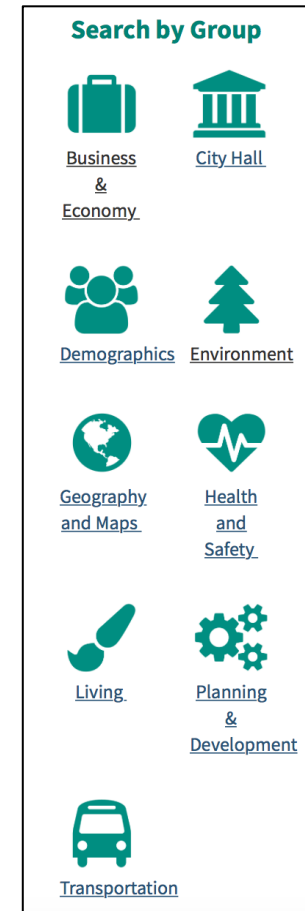 Search by Group
Business
&
Economy
City Hall
Demographics
Environment
Geography
and Maps
Health
and
Safety
Living
Planning
&
Development
Transportation